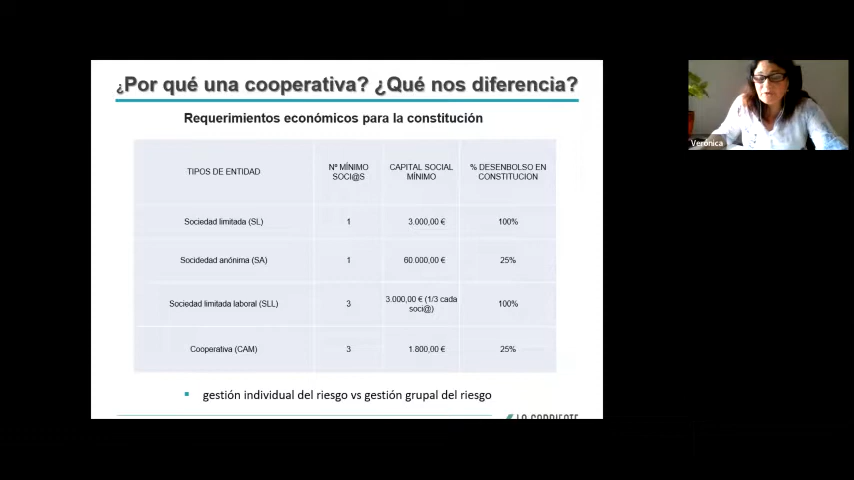 ¿Por qué una cooperativa? ¿Qué nos diferencia?
Requerimientos económicos para la constitución
TIPOS DE ENTIDAD
Nº MÍNIMO
SOCI@S
CAPITAL SOCIAL
MÍNIMO
% DESENBOLSO EN
CONSTITUCION
Sociedad limitada (SL)
1
3.000,00 €
100%
Socidedad anónima (SA)
1
60.000,00 €
25%
Sociedad limitada laboral (SLL)
3
3.000,00 € (1/3 cada
soci@)
100%
Cooperativa (CAM)
3
1.800,00 €
25%
gestión individual del riesgo vs gestión grupal del riesgo
LA CORRIENTE
Verónica